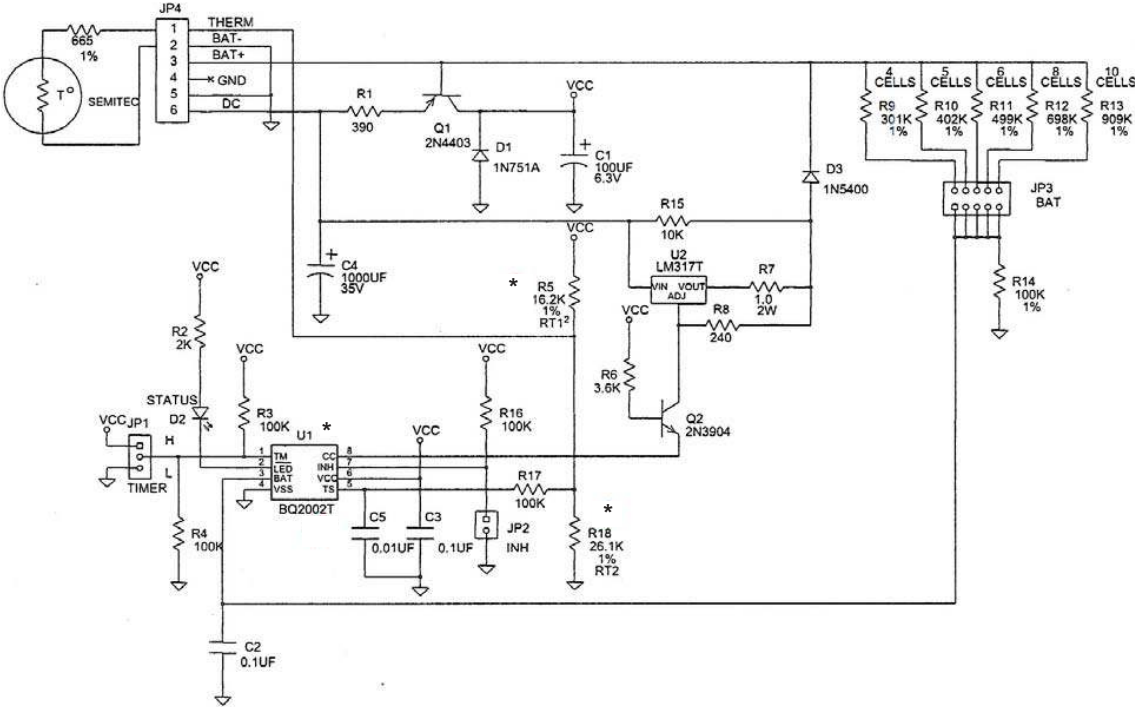 JP4
THERM
BAT-
BAT+
GND
DC
1
2
3
4
5
6
665
1%
T°
SEMITEC
R1
390
Q1
2N4403
VCC
D1
1N751A
C1
100UF
6.3V
+
4
CELLS
R9
301K
1%
5
CELLS
R10
402K
1%
6
CELLS
R11
499K
1%
8
CELLS
R12
698K
1%
10
CELLS
R13
909K
1%
JP3
BAT
D3
1N5400
R15
10K
U2
LM317T
VIN VOUT
ADJ
R7
1.0
2W
R8
240
R14
100K
1%
VCC
* R5
16.2K
1%
RT1²
+
C4
1000UF
35V
VCC
R2
2K
VCC
R3
100K
STATUS
D2
VCC
JP1
H
L
TIMER
R4
100K
U1 *
1 TM CC 8
2 LED INH 7
3 BAT VCC 6
4 VSS TS 5
BQ2002T
VCC
R16
100K
VCC
VCC
R6
3.6K
Q2
2N3904
R17
100K
C5
0.01UF
C3
0.1UF
JP2
INH
*
R18
26.1K
1%
RT2
C2
0.1UF